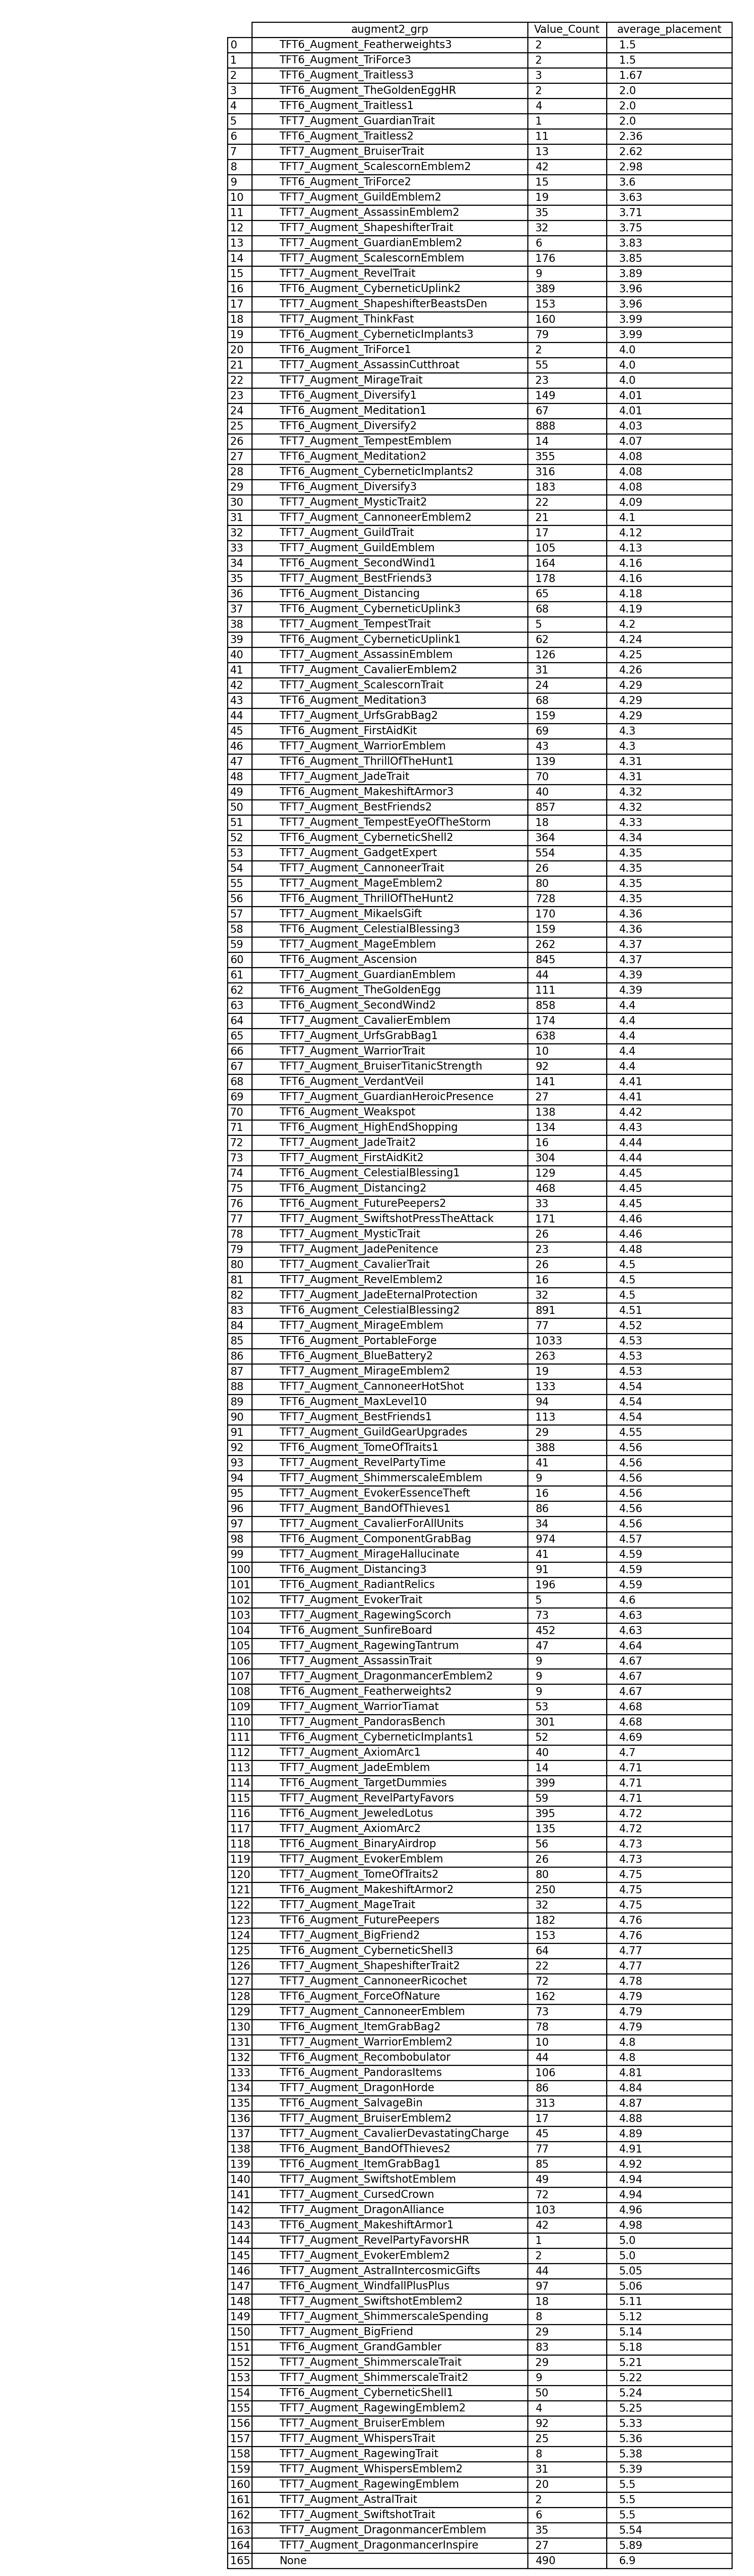 augment2_grp Value_Count average_placement
0 TFT6_Augment_Featherweights3 2 1.5
1 TFT6_Augment_TriForce3 2 1.5
2 TFT6_Augment_Traitless3 3 1.67
3 TFT6_Augment_TheGoldenEggHR 2 2.0
4 TFT6_Augment_Traitless1 4 2.0
5 TFT7_Augment_GuardianTrait 1 2.0
6 TFT6_Augment_Traitless2 11 2.36
7 TFT7_Augment_BruiserTrait 13 2.62
8 TFT7_Augment_ScalescornEmblem2 42 2.98
9 TFT6_Augment_TriForce2 15 3.6
10 TFT7_Augment_GuildEmblem2 19 3.63
11 TFT7_Augment_AssassinEmblem2 35 3.71
12 TFT7_Augment_ShapeshifterTrait 32 3.75
13 TFT7_Augment_GuardianEmblem2 6 3.83
14 TFT7_Augment_ScalescornEmblem 176 3.85
15 TFT7_Augment_RevelTrait 9 3.89
16 TFT6_Augment_CyberneticUplink2 389 3.96
17 TFT7_Augment_ShapeshifterBeastsDen 153 3.96
18 TFT7_Augment_ThinkFast 160 3.99
19 TFT6_Augment_CyberneticImplants3 79 3.99
20 TFT6_Augment_TriForce1 2 4.0
21 TFT7_Augment_AssassinCutthroat 55 4.0
22 TFT7_Augment_MirageTrait 23 4.0
23 TFT6_Augment_Diversify1 149 4.01
24 TFT6_Augment_Meditation1 67 4.01
25 TFT6_Augment_Diversify2 888 4.03
26 TFT7_Augment_TempestEmblem 14 4.07
27 TFT6_Augment_Meditation2 355 4.08
28 TFT6_Augment_CyberneticImplants2 316 4.08
29 TFT6_Augment_Diversify3 183 4.08
30 TFT7_Augment_MysticTrait2 22 4.09
31 TFT7_Augment_CannoneerEmblem2 21 4.1
32 TFT7_Augment_GuildTrait 17 4.12
33 TFT7_Augment_GuildEmblem 105 4.13
34 TFT6_Augment_SecondWind1 164 4.16
35 TFT7_Augment_BestFriends3 178 4.16
36 TFT6_Augment_Distancing 65 4.18
37 TFT6_Augment_CyberneticUplink3 68 4.19
38 TFT7_Augment_TempestTrait 5 4.2
39 TFT6_Augment_CyberneticUplink1 62 4.24
40 TFT7_Augment_AssassinEmblem 126 4.25
41 TFT7_Augment_CavalierEmblem2 31 4.26
42 TFT7_Augment_ScalescornTrait 24 4.29
43 TFT6_Augment_Meditation3 68 4.29
44 TFT7_Augment_UrfsGrabBag2 159 4.29
45 TFT6_Augment_FirstAidKit 69 4.3
46 TFT7_Augment_WarriorEmblem 43 4.3
47 TFT6_Augment_ThrillOfTheHunt1 139 4.31
48 TFT7_Augment_JadeTrait 70 4.31
49 TFT6_Augment_MakeshiftArmor3 40 4.32
50 TFT7_Augment_BestFriends2 857 4.32
51 TFT7_Augment_TempestEyeOfTheStorm 18 4.33
52 TFT6_Augment_CyberneticShell2 364 4.34
53 TFT7_Augment_GadgetExpert 554 4.35
54 TFT7_Augment_CannoneerTrait 26 4.35
55 TFT7_Augment_MageEmblem2 80 4.35
56 TFT6_Augment_ThrillOfTheHunt2 728 4.35
57 TFT7_Augment_MikaelsGift 170 4.36
58 TFT6_Augment_CelestialBlessing3 159 4.36
59 TFT7_Augment_MageEmblem 262 4.37
60 TFT6_Augment_Ascension 845 4.37
61 TFT7_Augment_GuardianEmblem 44 4.39
62 TFT6_Augment_TheGoldenEgg 111 4.39
63 TFT6_Augment_SecondWind2 858 4.4
64 TFT7_Augment_CavalierEmblem 174 4.4
65 TFT7_Augment_UrfsGrabBag1 638 4.4
66 TFT7_Augment_WarriorTrait 10 4.4
67 TFT7_Augment_BruiserTitanicStrength 92 4.4
68 TFT6_Augment_VerdantVeil 141 4.41
69 TFT7_Augment_GuardianHeroicPresence 27 4.41
70 TFT6_Augment_Weakspot 138 4.42
71 TFT6_Augment_HighEndShopping 134 4.43
72 TFT7_Augment_JadeTrait2 16 4.44
73 TFT7_Augment_FirstAidKit2 304 4.44
74 TFT6_Augment_CelestialBlessing1 129 4.45
75 TFT6_Augment_Distancing2 468 4.45
76 TFT6_Augment_FuturePeepers2 33 4.45
77 TFT7_Augment_SwiftshotPressTheAttack 171 4.46
78 TFT7_Augment_MysticTrait 26 4.46
79 TFT7_Augment_JadePenitence 23 4.48
80 TFT7_Augment_CavalierTrait 26 4.5
81 TFT7_Augment_RevelEmblem2 16 4.5
82 TFT7_Augment_JadeEternalProtection 32 4.5
83 TFT6_Augment_CelestialBlessing2 891 4.51
84 TFT7_Augment_MirageEmblem 77 4.52
85 TFT6_Augment_PortableForge 1033 4.53
86 TFT6_Augment_BlueBattery2 263 4.53
87 TFT7_Augment_MirageEmblem2 19 4.53
88 TFT7_Augment_CannoneerHotShot 133 4.54
89 TFT6_Augment_MaxLevel10 94 4.54
90 TFT7_Augment_BestFriends1 113 4.54
91 TFT7_Augment_GuildGearUpgrades 29 4.55
92 TFT6_Augment_TomeOfTraits1 388 4.56
93 TFT7_Augment_RevelPartyTime 41 4.56
94 TFT7_Augment_ShimmerscaleEmblem 9 4.56
95 TFT7_Augment_EvokerEssenceTheft 16 4.56
96 TFT7_Augment_BandOfThieves1 86 4.56
97 TFT7_Augment_CavalierForAllUnits 34 4.56
98 TFT6_Augment_ComponentGrabBag 974 4.57
99 TFT7_Augment_MirageHallucinate 41 4.59
100 TFT6_Augment_Distancing3 91 4.59
101 TFT6_Augment_RadiantRelics 196 4.59
102 TFT7_Augment_EvokerTrait 5 4.6
103 TFT7_Augment_RagewingScorch 73 4.63
104 TFT6_Augment_SunfireBoard 452 4.63
105 TFT7_Augment_RagewingTantrum 47 4.64
106 TFT7_Augment_AssassinTrait 9 4.67
107 TFT7_Augment_DragonmancerEmblem2 9 4.67
108 TFT6_Augment_Featherweights2 9 4.67
109 TFT7_Augment_WarriorTiamat 53 4.68
110 TFT7_Augment_PandorasBench 301 4.68
111 TFT6_Augment_CyberneticImplants1 52 4.69
112 TFT7_Augment_AxiomArc1 40 4.7
113 TFT7_Augment_JadeEmblem 14 4.71
114 TFT6_Augment_TargetDummies 399 4.71
115 TFT7_Augment_RevelPartyFavors 59 4.71
116 TFT6_Augment_JeweledLotus 395 4.72
117 TFT7_Augment_AxiomArc2 135 4.72
118 TFT6_Augment_BinaryAirdrop 56 4.73
119 TFT7_Augment_EvokerEmblem 26 4.73
120 TFT7_Augment_TomeOfTraits2 80 4.75
121 TFT6_Augment_MakeshiftArmor2 250 4.75
122 TFT7_Augment_MageTrait 32 4.75
123 TFT6_Augment_FuturePeepers 182 4.76
124 TFT7_Augment_BigFriend2 153 4.76
125 TFT6_Augment_CyberneticShell3 64 4.77
126 TFT7_Augment_ShapeshifterTrait2 22 4.77
127 TFT7_Augment_CannoneerRicochet 72 4.78
128 TFT6_Augment_ForceOfNature 162 4.79
129 TFT7_Augment_CannoneerEmblem 73 4.79
130 TFT6_Augment_ItemGrabBag2 78 4.79
131 TFT7_Augment_WarriorEmblem2 10 4.8
132 TFT6_Augment_Recombobulator 44 4.8
133 TFT6_Augment_PandorasItems 106 4.81
134 TFT7_Augment_DragonHorde 86 4.84
135 TFT6_Augment_SalvageBin 313 4.87
136 TFT7_Augment_BruiserEmblem2 17 4.88
137 TFT7_Augment_CavalierDevastatingCharge 45 4.89
138 TFT6_Augment_BandOfThieves2 77 4.91
139 TFT6_Augment_ItemGrabBag1 85 4.92
140 TFT7_Augment_SwiftshotEmblem 49 4.94
141 TFT7_Augment_CursedCrown 72 4.94
142 TFT7_Augment_DragonAlliance 103 4.96
143 TFT6_Augment_MakeshiftArmor1 42 4.98
144 TFT7_Augment_RevelPartyFavorsHR 1 5.0
145 TFT7_Augment_EvokerEmblem2 2 5.0
146 TFT7_Augment_AstralIntercosmicGifts 44 5.05
147 TFT6_Augment_WindfallPlusPlus 97 5.06
148 TFT7_Augment_SwiftshotEmblem2 18 5.11
149 TFT7_Augment_ShimmerscaleSpending 8 5.12
150 TFT7_Augment_BigFriend 29 5.14
151 TFT6_Augment_GrandGambler 83 5.18
152 TFT7_Augment_ShimmerscaleTrait 29 5.21
153 TFT7_Augment_ShimmerscaleTrait2 9 5.22
154 TFT6_Augment_CyberneticShell1 50 5.24
155 TFT7_Augment_RagewingEmblem2 4 5.25
156 TFT7_Augment_BruiserEmblem 92 5.33
157 TFT7_Augment_WhispersTrait 25 5.36
158 TFT7_Augment_RagewingTrait 8 5.38
159 TFT7_Augment_WhispersEmblem2 31 5.39
160 TFT7_Augment_RagewingEmblem 20 5.5
161 TFT7_Augment_AstralTrait 2 5.5
162 TFT7_Augment_SwiftshotTrait 6 5.5
163 TFT7_Augment_DragonmancerEmblem 35 5.54
164 TFT7_Augment_DragonmancerInspire 27 5.89
165 None 490 6.9